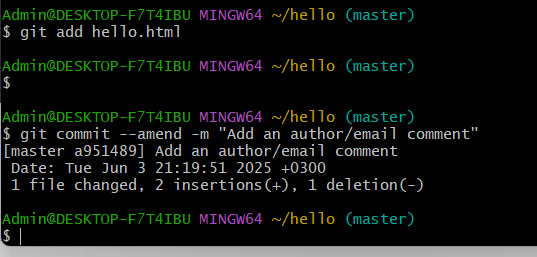 Admin@DESKTOP-F7T4IBU MINGW64 ~/hello (master)
$ git add hello.html
Admin@DESKTOP-F7T4IBU MINGW64 ~/hello (master)
$
Admin@DESKTOP-F7T4IBU MINGW64 ~/hello (master)
$ git commit --amend -m "Add an author/email comment"
[master a951489] Add an author/email comment
 Date: Tue Jun 3 21:19:51 2025 +0300
 1 file changed, 2 insertions(+), 1 deletion(-)
Admin@DESKTOP-F7T4IBU MINGW64 ~/hello (master)
$